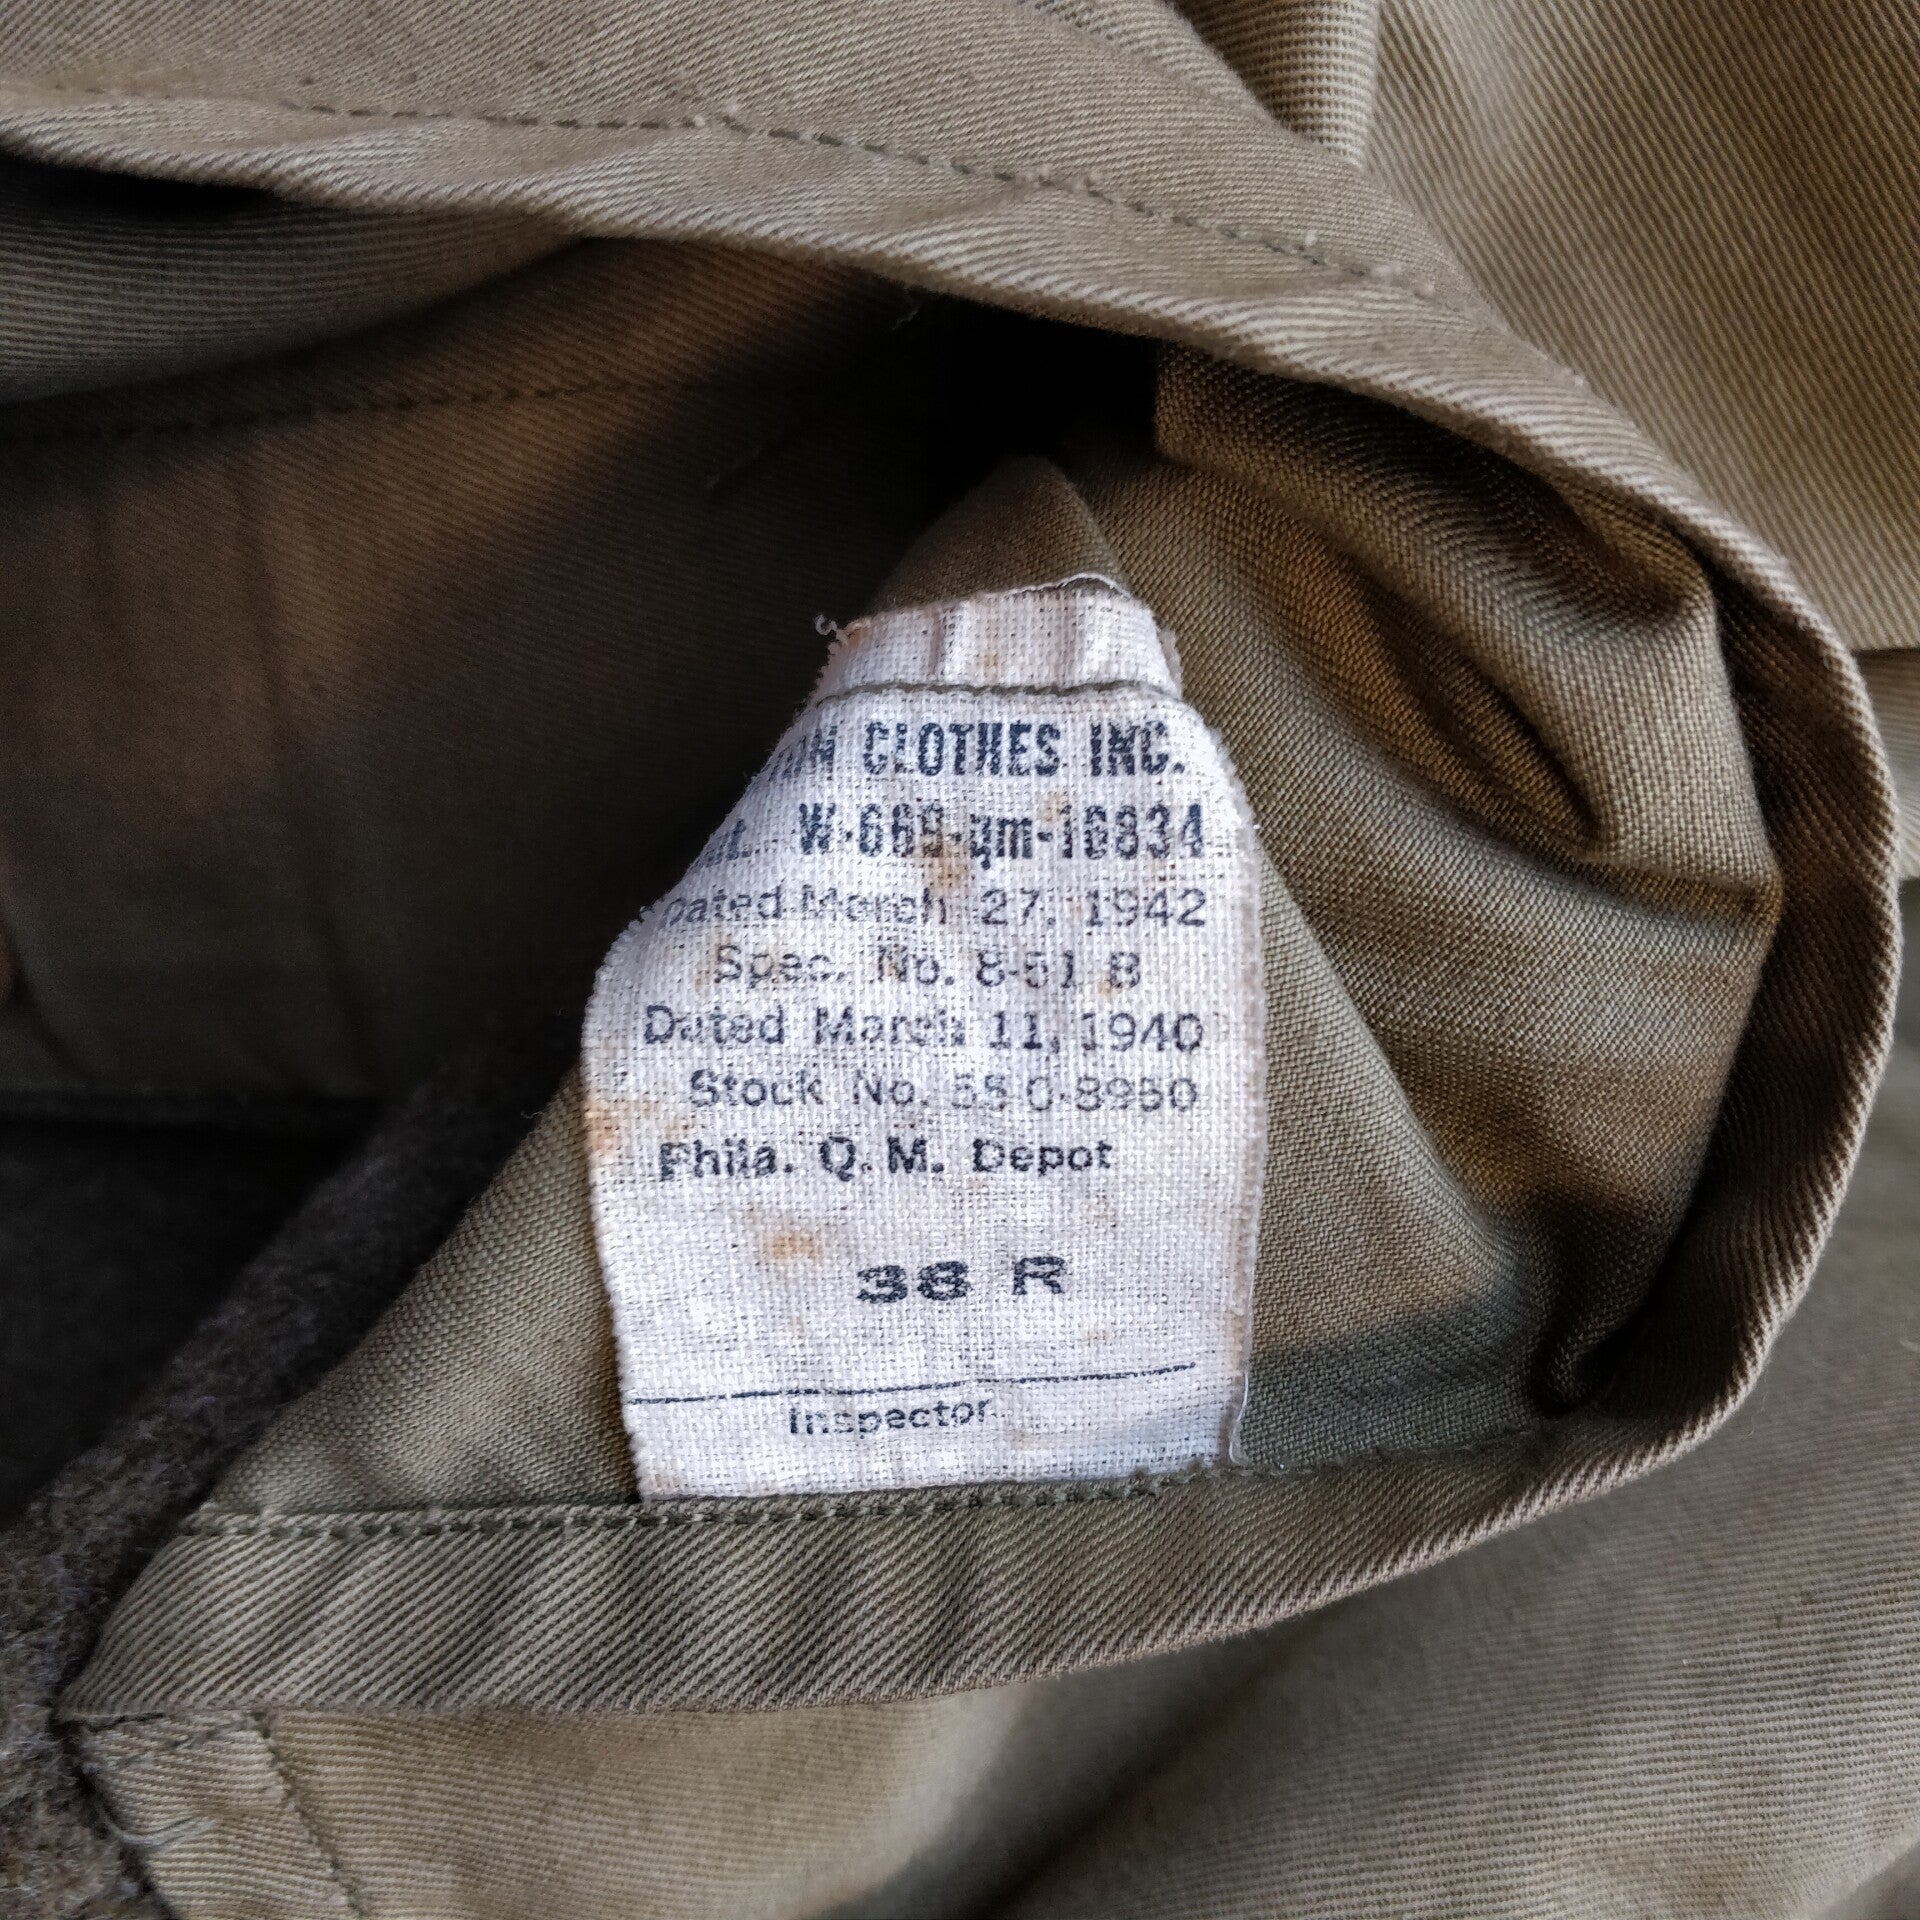 CLOTHES INC.
W-669-qm-16834
Dated March 27, 1942
Spec. No. 8-51 B
Dated March 11, 1940
Stock No. 55-0-8950
Phila. Q. M. Depot
38 R
Inspector